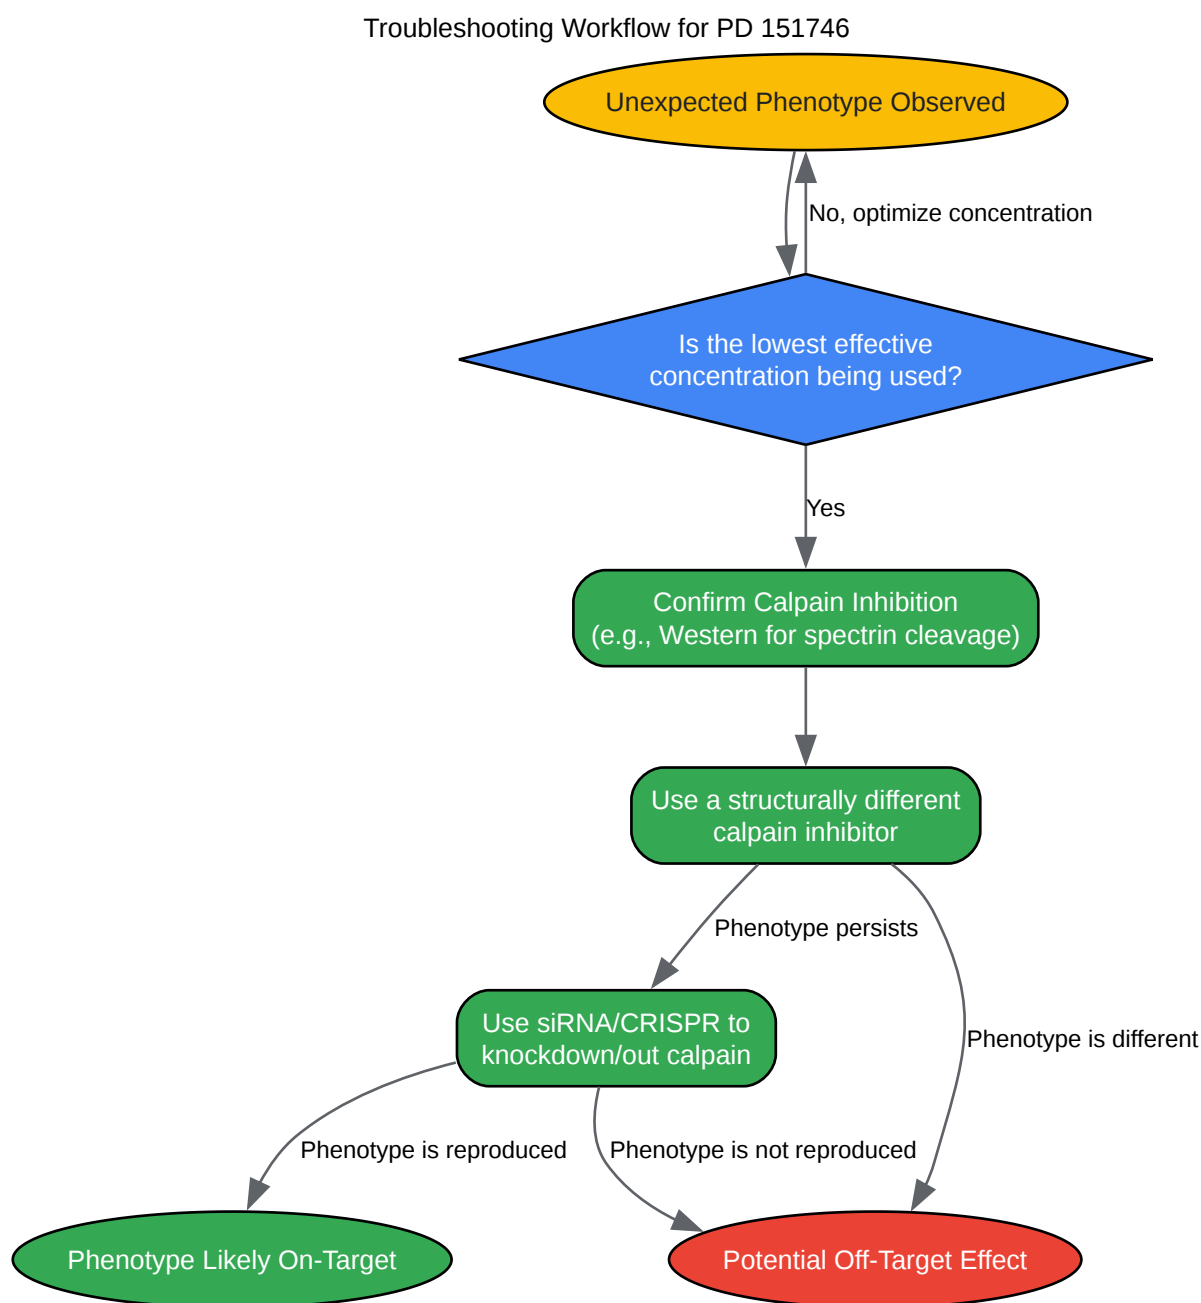 Troubleshooting Workflow for PD 151746
Unexpected Phenotype Observed
No, optimize concentration
Is the lowest effective
concentration being used?
Yes
Confirm Calpain Inhibition
(e.g., Western for spectrin cleavage)
Use a structurally different
calpain inhibitor
Phenotype persists
Use siRNA/CRISPR to
knockdown/out calpain
Phenotype is different
Phenotype is reproduced
Phenotype is not reproduced
Phenotype Likely On-Target
Potential Off-Target Effect